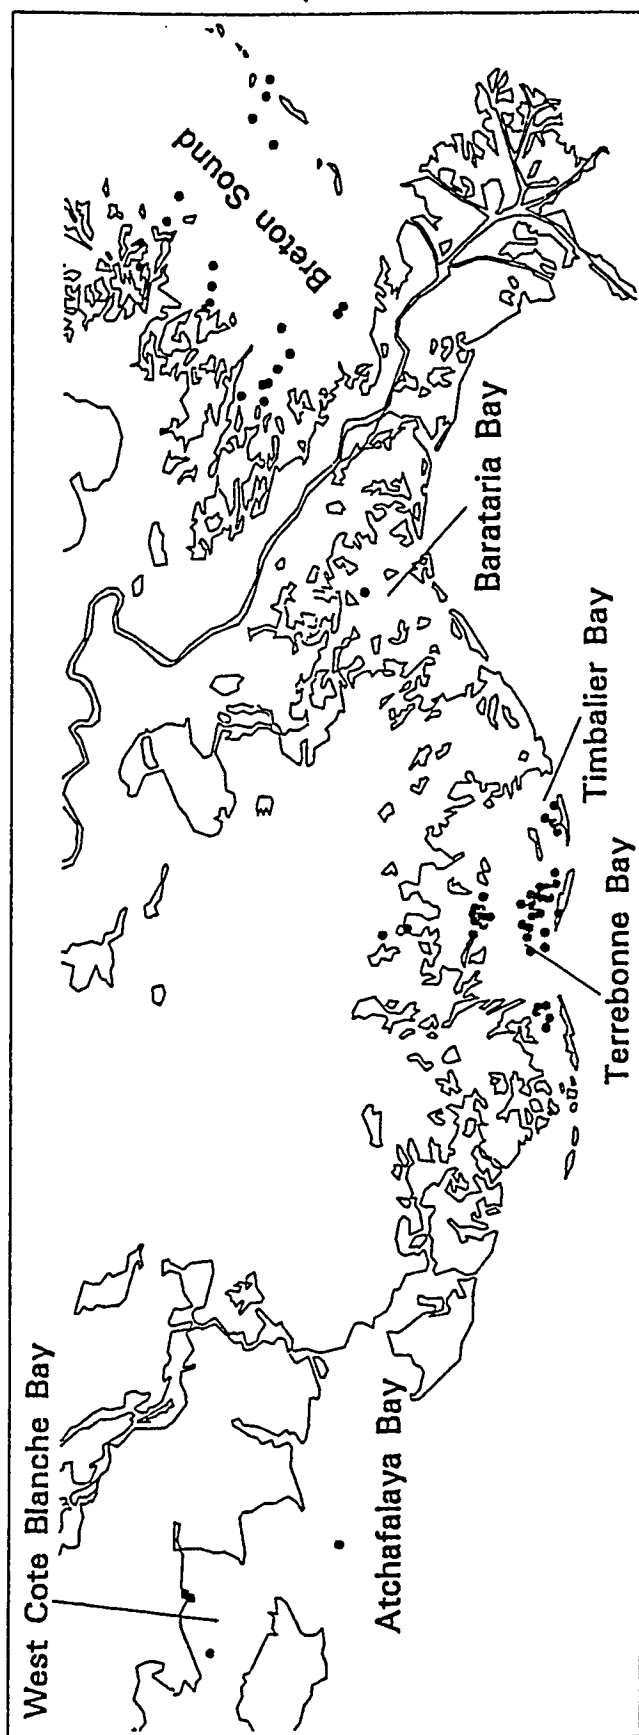 West Cote Blanche Bay
Atchafalaya Bay
Terrebonne Bay
Timbalier Bay
Barataria Bay
Breton Sound